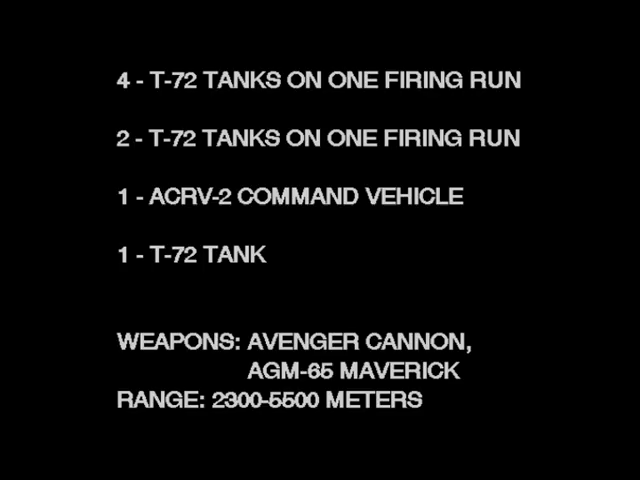 4 - T-72 TANKS ON ONE FIRING RUN
2 - T-72 TANKS ON ONE FIRING RUN
1 - ACRV-2 COMMAND VEHICLE
1 - T-72 TANK
WEAPONS: AVENGER CANNON,
AGM-65 MAVERICK
RANGE: 2300-5500 METERS